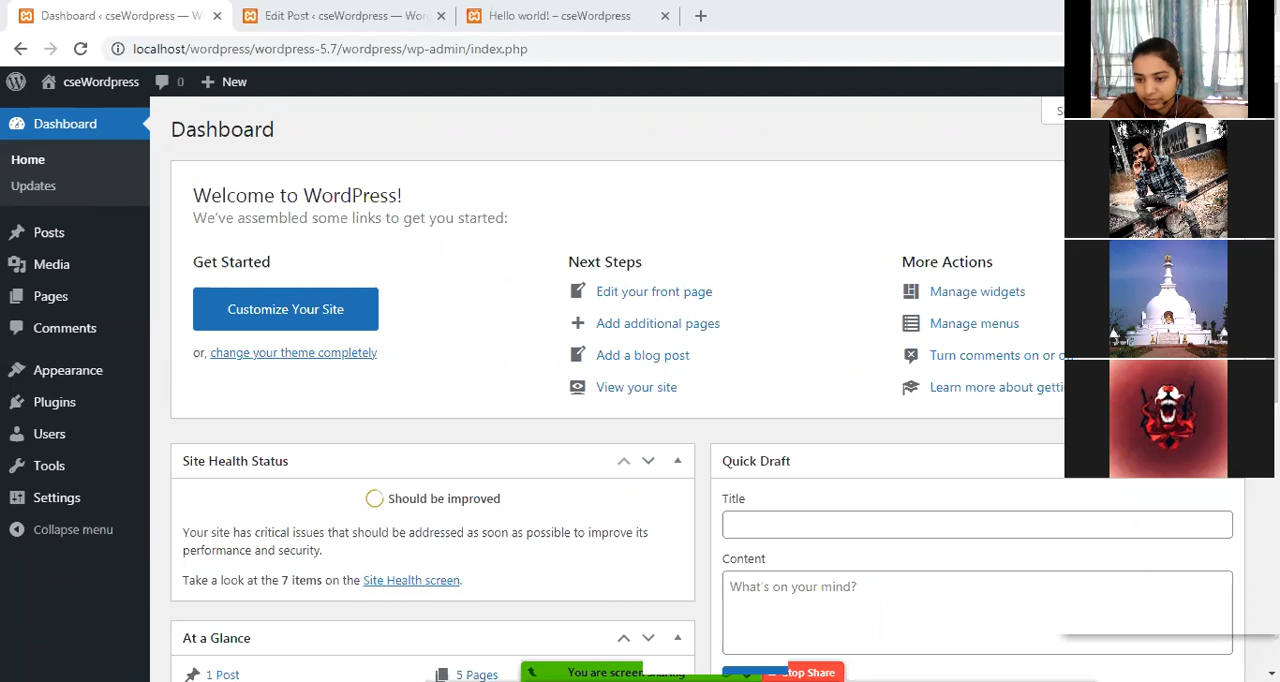 Dashboard ‹ cseWordpress — W
Edit Post ‹ cseWordpress — Wor
Hello world! – cseWordpress
localhost/wordpress/wordpress-5.7/wordpress/wp-admin/index.php
cseWordpress
0
New
Dashboard
Home
Updates
Posts
Media
Pages
Comments
Appearance
Plugins
Users
Tools
Settings
Collapse menu
Dashboard
Welcome to WordPress!
We've assembled some links to get you started:
Get Started
Customize Your Site
or, change your theme completely
Next Steps
Edit your front page
Add additional pages
Add a blog post
View your site
More Actions
Manage widgets
Manage menus
Turn comments on or o
Learn more about getti
Site Health Status
Should be improved
Your site has critical issues that should be addressed as soon as possible to improve its
performance and security.
Take a look at the 7 items on the Site Health screen.
At a Glance
1 Post
5 Pages
Quick Draft
Title
Content
What's on your mind?
You are screen sharing
Stop Share